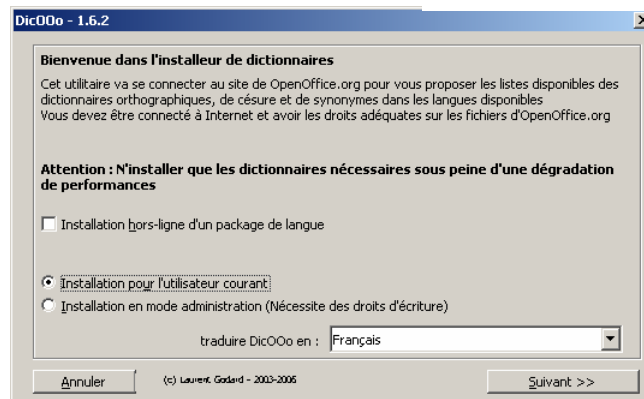 DicOOo - 1.6.2
Bienvenue dans l'installeur de dictionnaires
Cet utilitaire va se connecter au site de OpenOffice.org pour vous proposer les listes disponibles des
dictionnaires orthographiques, de césure et de synonymes dans les langues disponibles
Vous devez être connecté à Internet et avoir les droits adéquates sur les fichiers d'OpenOffice.org
Attention : N'installer que les dictionnaires nécessaires sous peine d'une dégradation
de performances
Installation hors-ligne d'un package de langue
Installation pour l'utilisateur courant
Installation en mode administration (Nécessite des droits d'écriture)
traduire DicOOo en : Français
Annuler (c) Laurent Godard - 2003-2006 Suivant >>